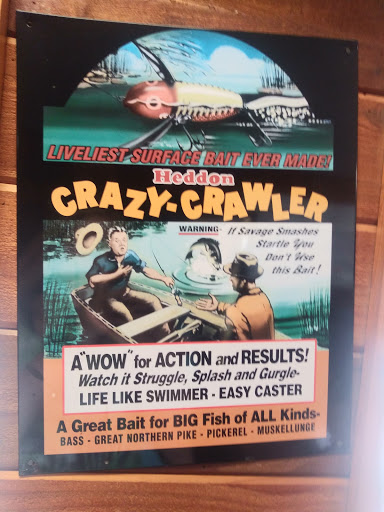 LIVELIEST SURFACE BAIT EVER MADE!
Heddon
CRAZY-CRAWLER
WARNING- If Savage Smashes
Startle You
Don't Use
this Bait!
A "WOW" for ACTION and RESULTS!
Watch it Struggle, Splash and Gurgle-
LIFE LIKE SWIMMER - EASY CASTER
A Great Bait for BIG Fish of ALL Kinds-
BASS - GREAT NORTHERN PIKE - PICKEREL - MUSKELLUNGE